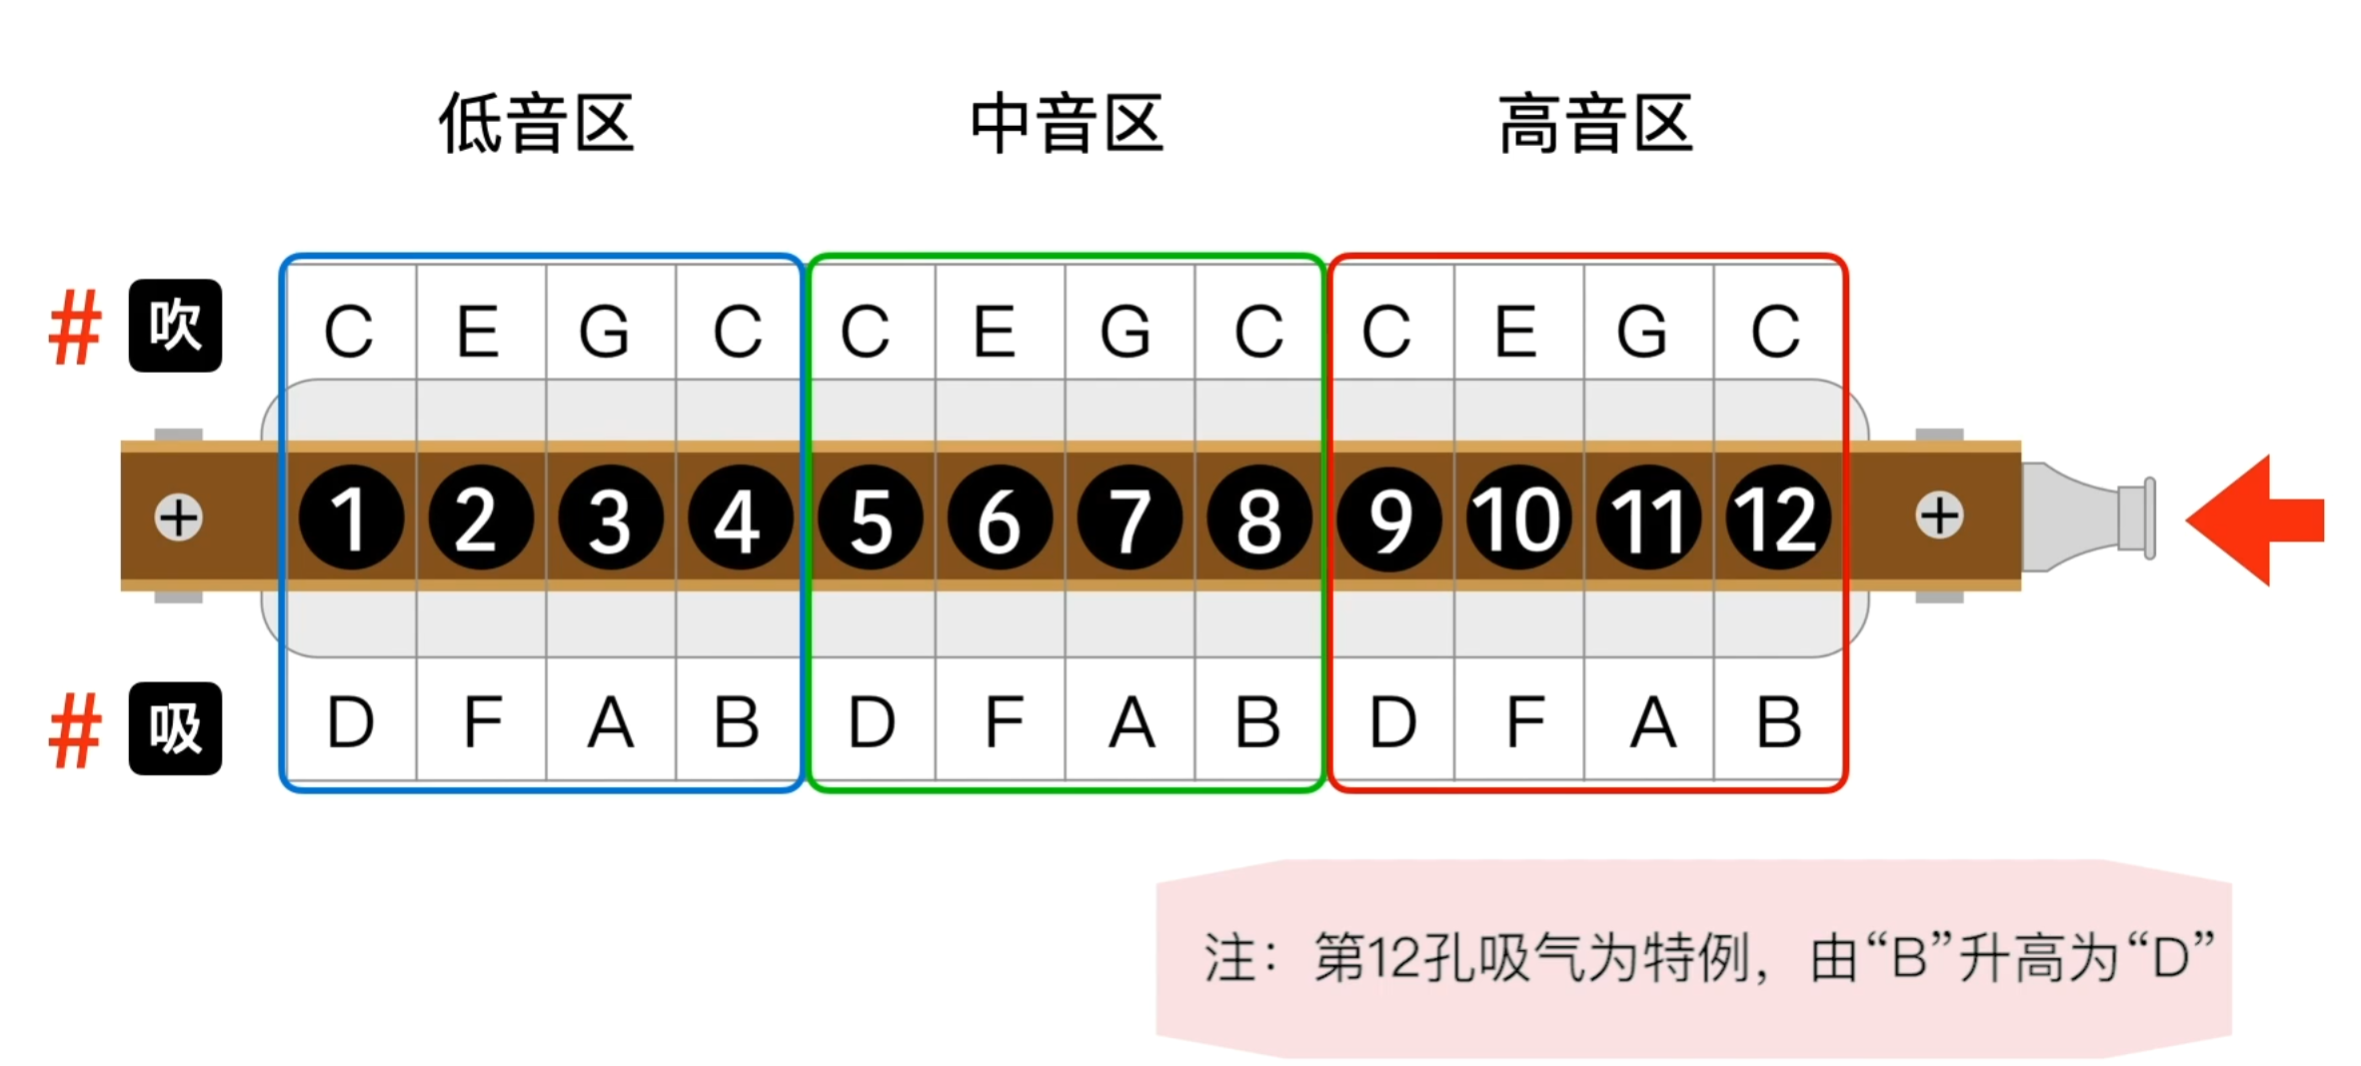 低音区 中音区 高音区
# 吹 C E G C C E G C C E G C
1 2 3 4 5 6 7 8 9 10 11 12
# 吸 D F A B D F A B D F A B
注：第12孔吸气为特例，由“B”升高为“D”